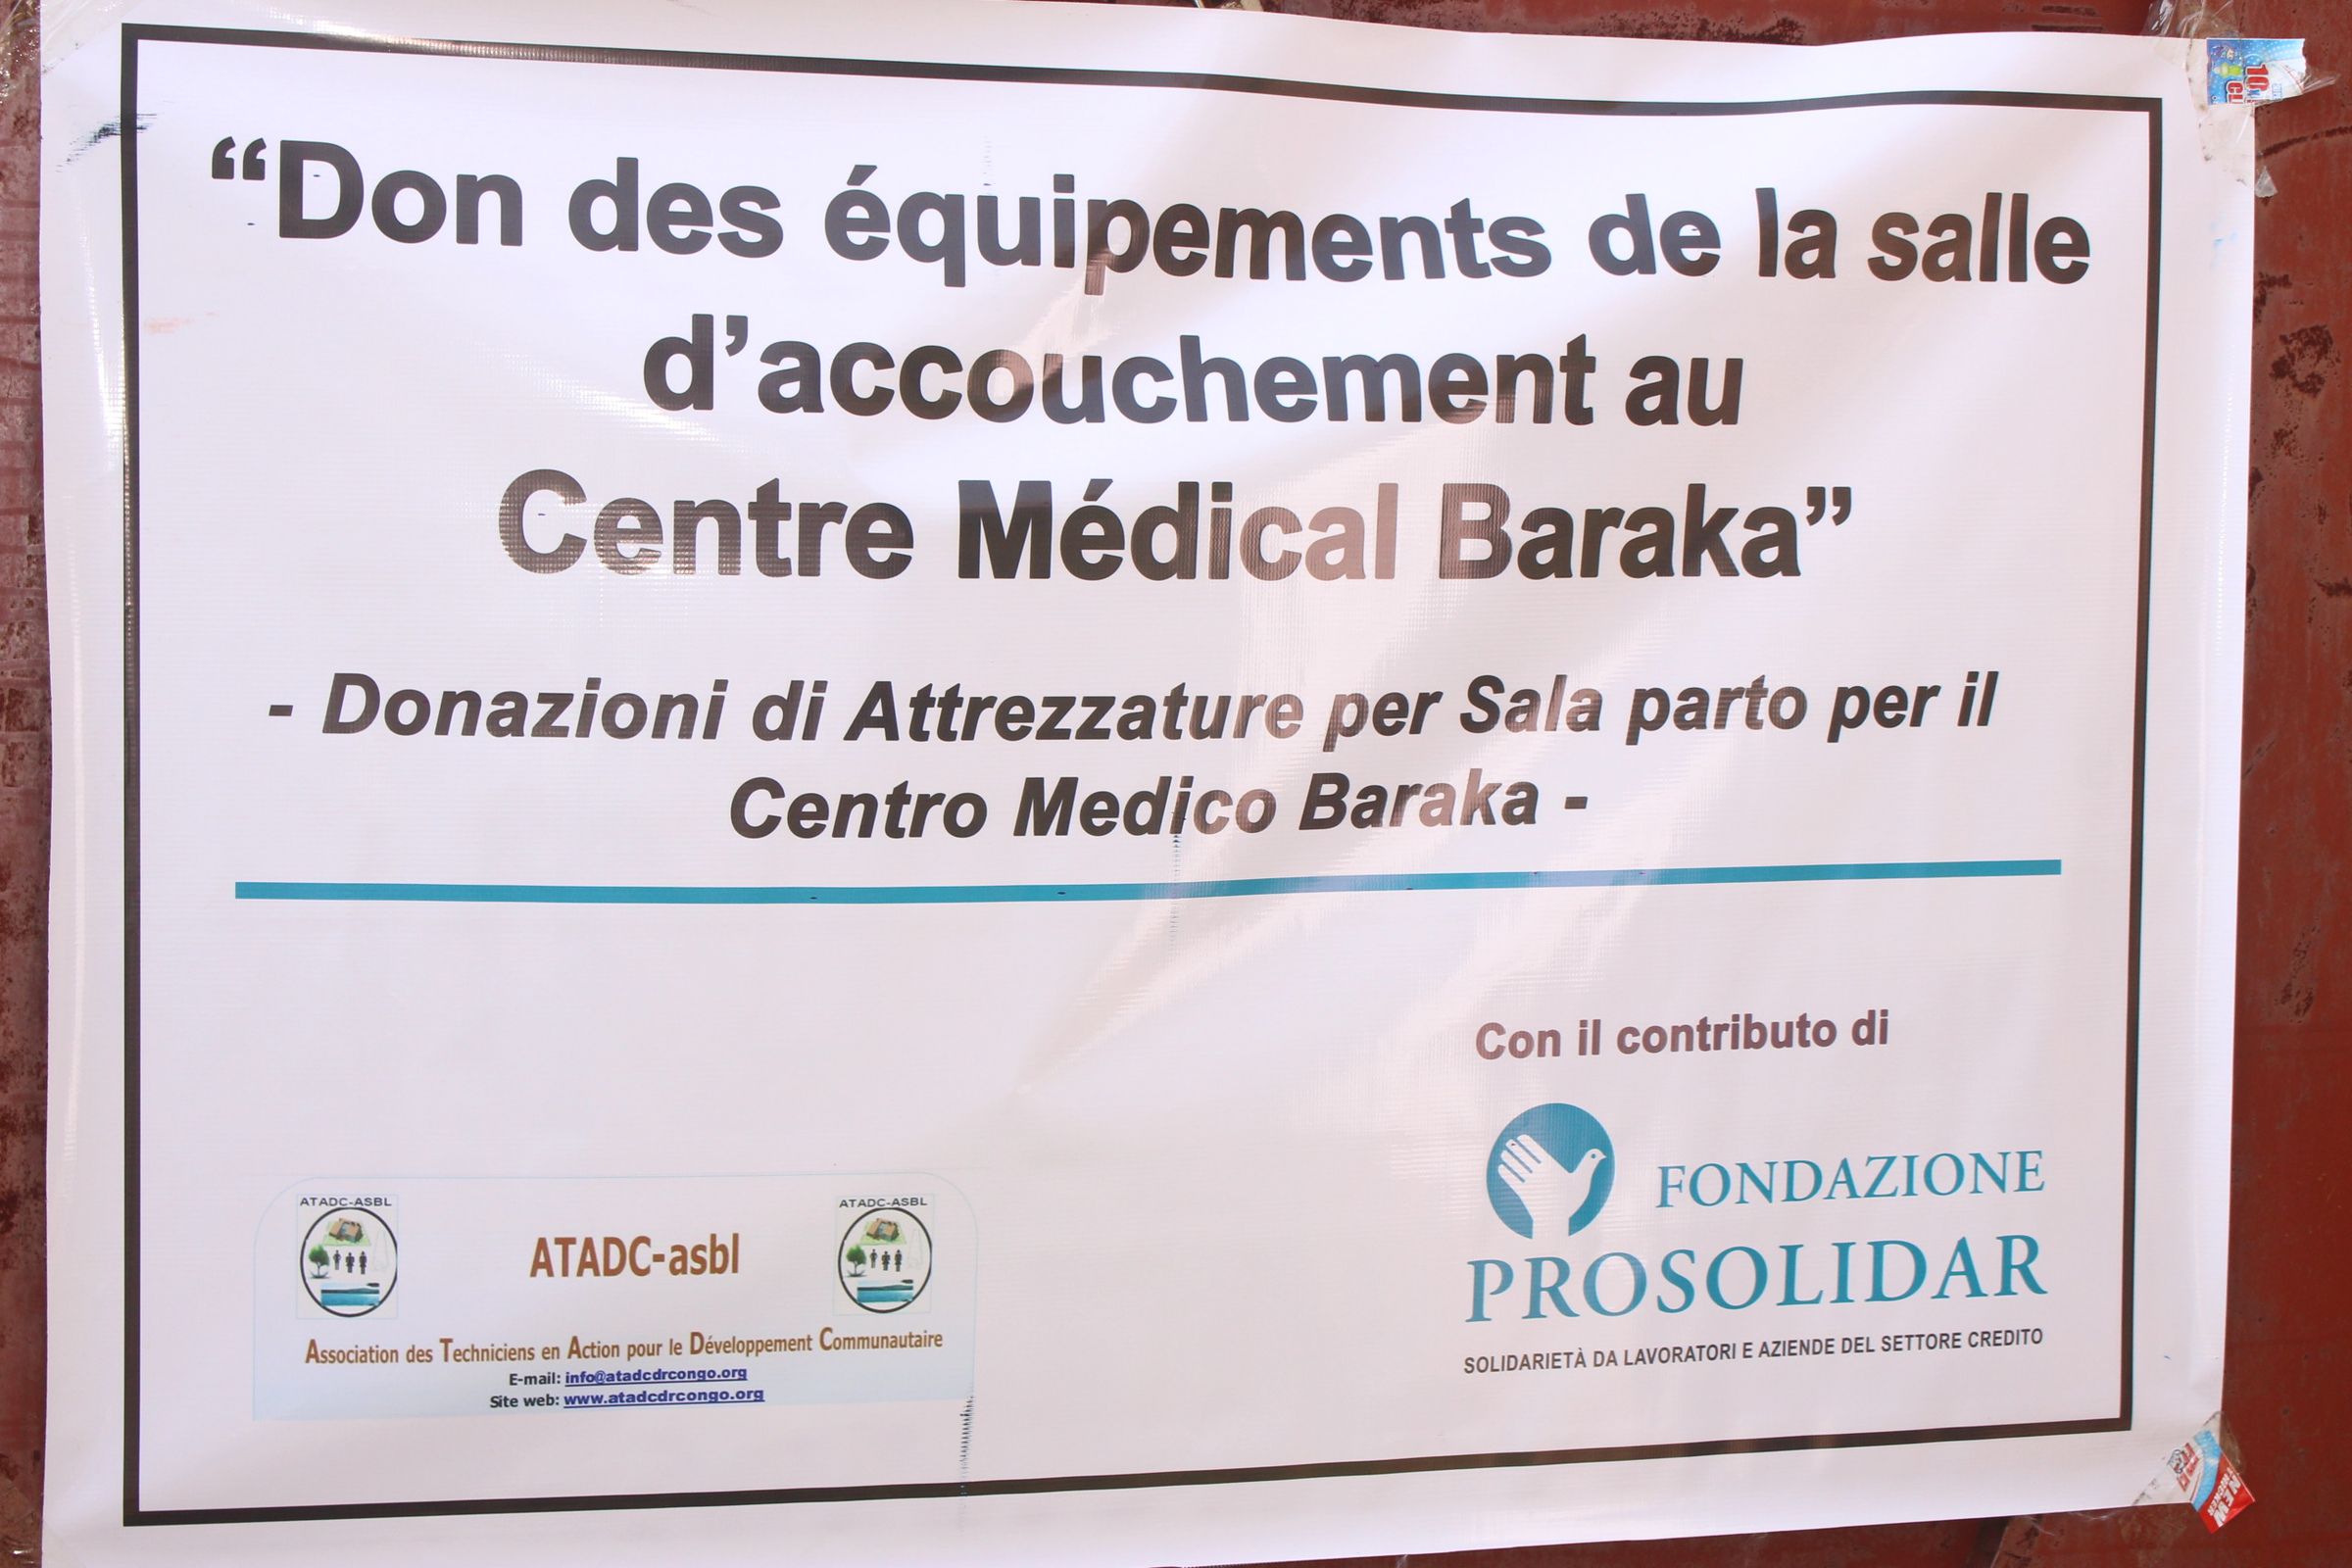 “Don des équipements de la salle
d’accouchement au
Centre Médical Baraka”
- Donazioni di Attrezzature per Sala parto per il
Centro Medico Baraka -
Con il contributo di
FONDAZIONE
PROSOLIDAR
SOLIDARIETÀ DA LAVORATORI E AZIENDE DEL SETTORE CREDITO
ATADC-ASBL
ATADC-ASBL
ATADC-asbl
Association des Techniciens en Action pour le Développement Communautaire
E-mail: info@atadcdrcongo.org
Site web: www.atadcdrcongo.org